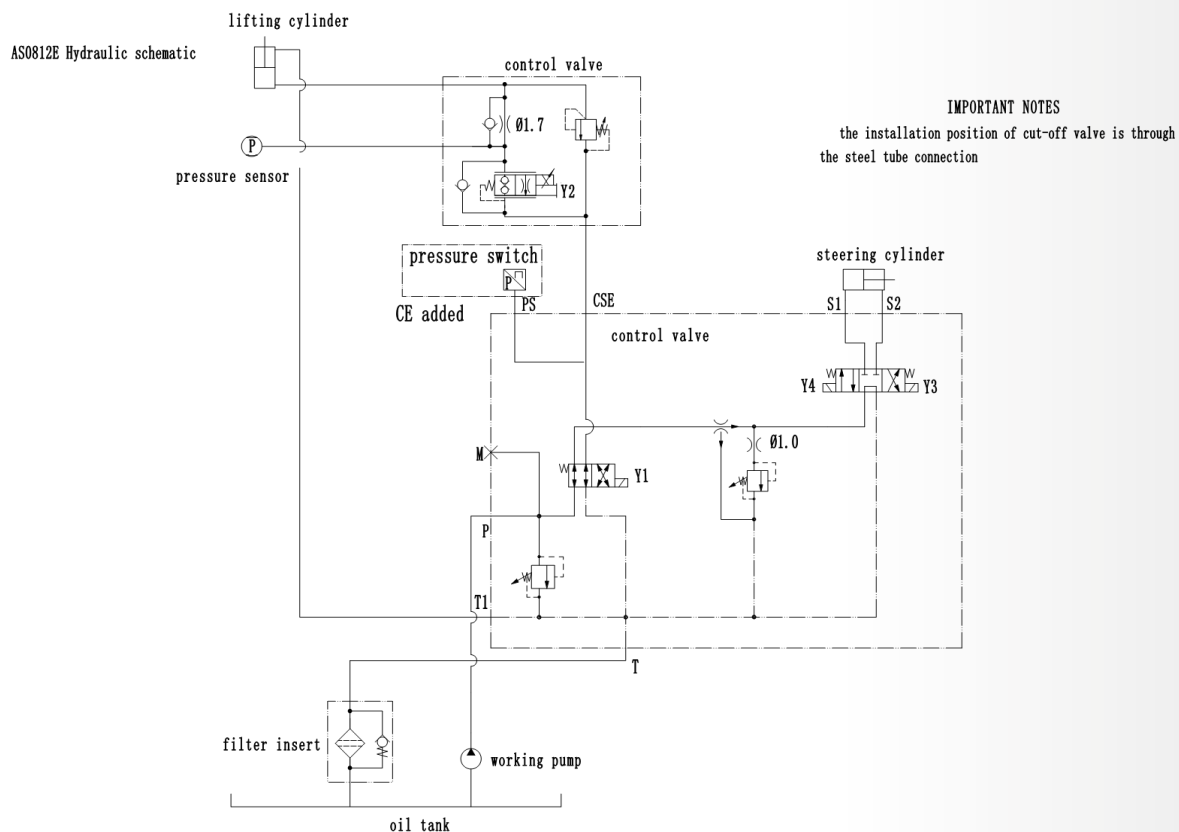 lifting cylinder
AS0812E Hydraulic schematic
control valve
IMPORTANT NOTES
the installation position of cut-off valve is through
the steel tube connection
Ø1.7
P
pressure sensor
Y2
pressure switch
P
PS
CSE
CE added
steering cylinder
S1
S2
control valve
Y4
Y3
Ø1.0
M
Y1
P
T1
T
filter insert
working pump
oil tank